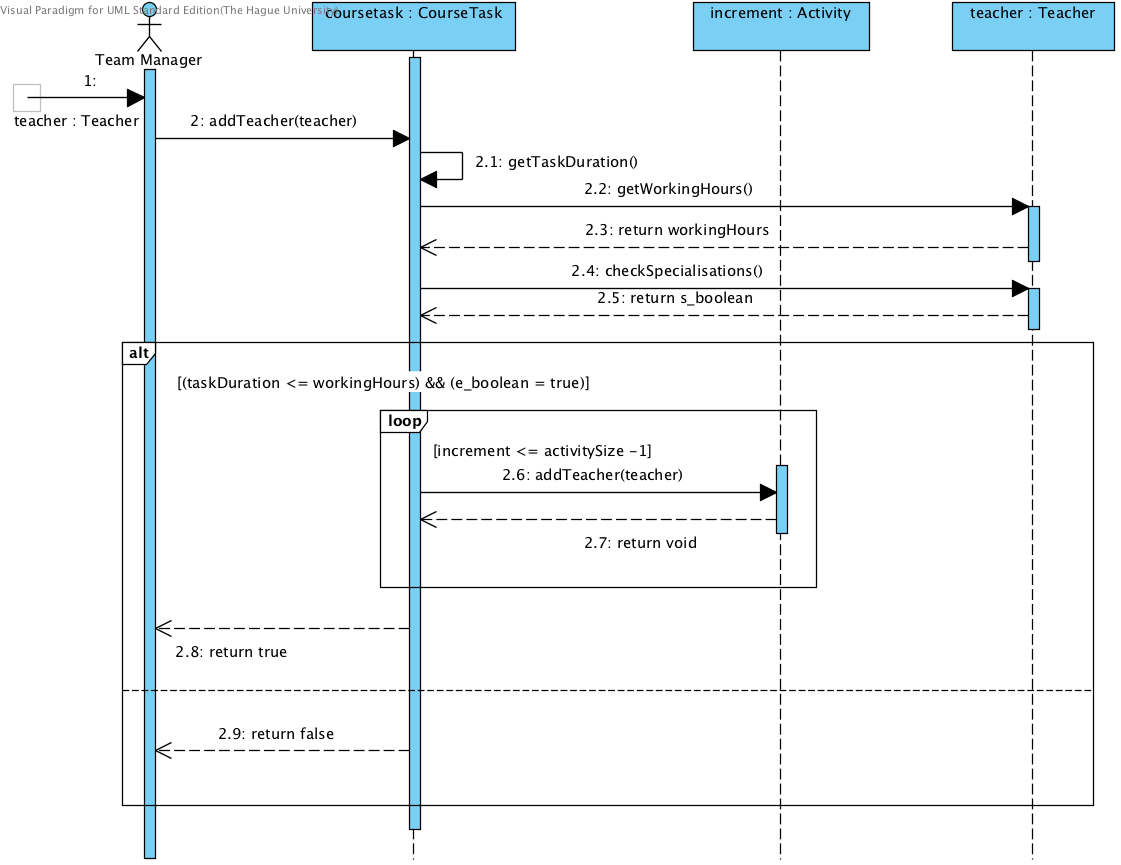 Visual Paradigm for UML Standard Edition(The Hague University)
coursetask : CourseTask
increment : Activity
teacher : Teacher
Team Manager
1:
teacher : Teacher
2: addTeacher(teacher)
2.1: getTaskDuration()
2.2: getWorkingHours()
2.3: return workingHours
2.4: checkSpecialisations()
2.5: return s_boolean
alt
[(taskDuration <= workingHours) && (e_boolean = true)]
loop
[increment <= activitySize -1]
2.6: addTeacher(teacher)
2.7: return void
2.8: return true
2.9: return false